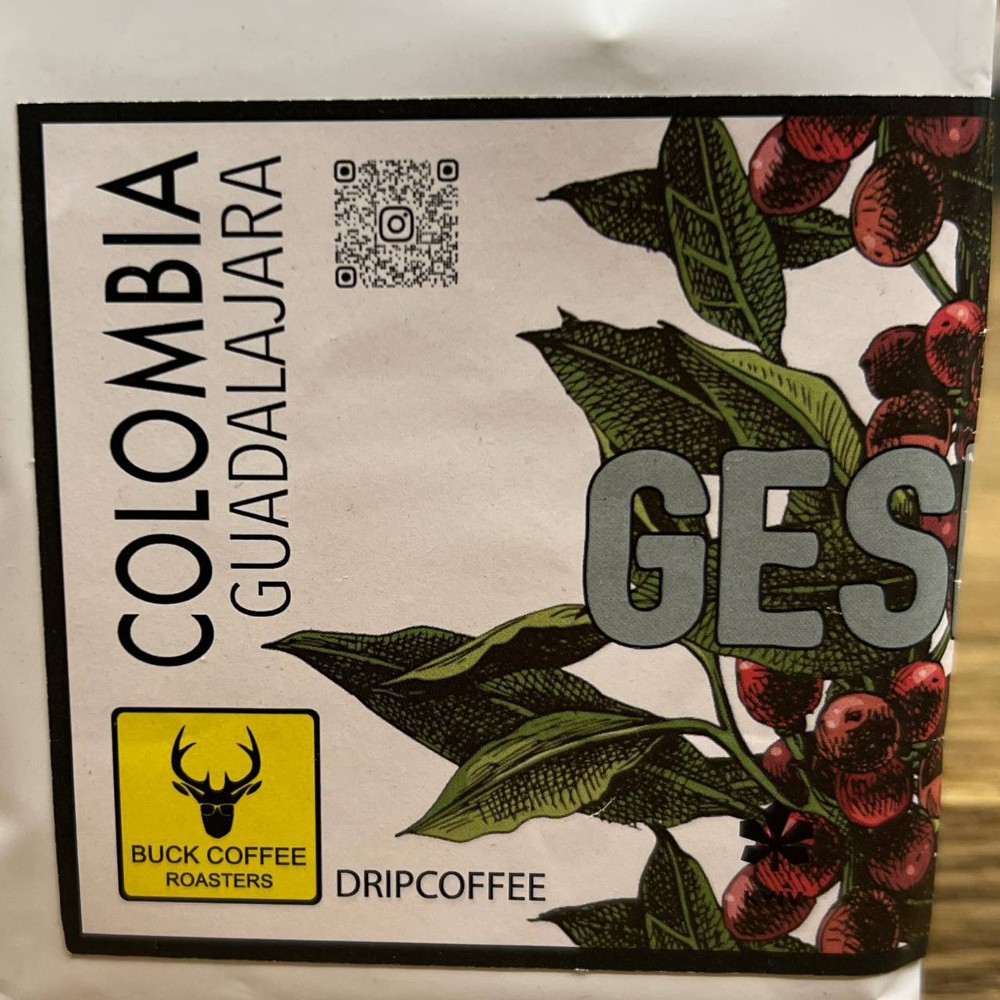 COLOMBIA
GUADALAJARA
BUCK COFFEE
ROASTERS
DRIPCOFFEE
GES